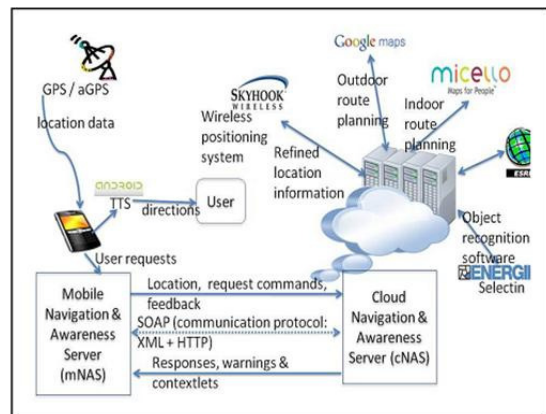 GPS / aGPS
location data
ANDROID
TTS
directions
User
User requests
SKYHOOK
WIRELESS
Wireless
positioning
system
Refined
location
information
Google maps
Outdoor
route
planning
micello
Maps for People
Indoor
route
planning
ESRI
Object
recognition
software
Selectin
Mobile
Navigation &
Awareness
Server
(mNAS)
Location, request commands,
feedback
SOAP (communication protocol:
XML + HTTP)
Responses, warnings &
contextlets
Cloud
Navigation &
Awareness
Server (cNAS)